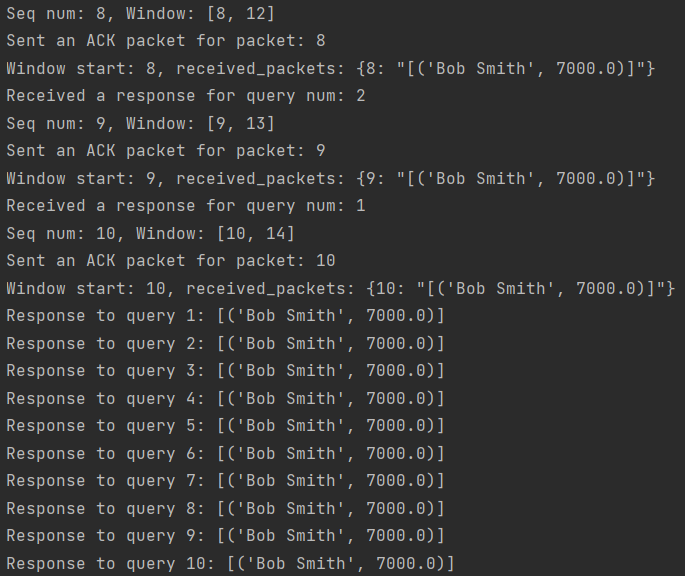 Seq num: 8, Window: [8, 12]
Sent an ACK packet for packet: 8
Window start: 8, received_packets: {8: "[('Bob Smith', 7000.0)]"}
Received a response for query num: 2
Seq num: 9, Window: [9, 13]
Sent an ACK packet for packet: 9
Window start: 9, received_packets: {9: "[('Bob Smith', 7000.0)]"}
Received a response for query num: 1
Seq num: 10, Window: [10, 14]
Sent an ACK packet for packet: 10
Window start: 10, received_packets: {10: "[('Bob Smith', 7000.0)]"}
Response to query 1: [('Bob Smith', 7000.0)]
Response to query 2: [('Bob Smith', 7000.0)]
Response to query 3: [('Bob Smith', 7000.0)]
Response to query 4: [('Bob Smith', 7000.0)]
Response to query 5: [('Bob Smith', 7000.0)]
Response to query 6: [('Bob Smith', 7000.0)]
Response to query 7: [('Bob Smith', 7000.0)]
Response to query 8: [('Bob Smith', 7000.0)]
Response to query 9: [('Bob Smith', 7000.0)]
Response to query 10: [('Bob Smith', 7000.0)]